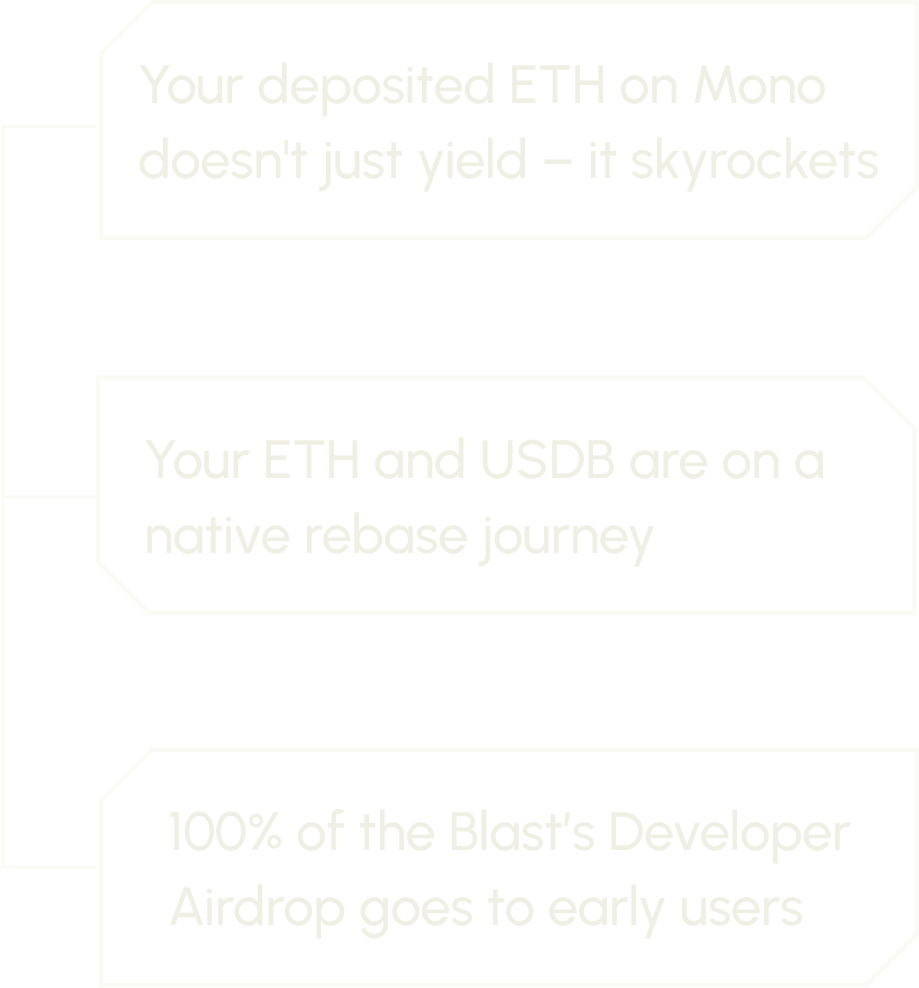 Your deposited ETH on Mono
doesn't just yield – it skyrockets
Your ETH and USDB are on a
native rebase journey
100% of the Blast’s Developer
Airdrop goes to early users